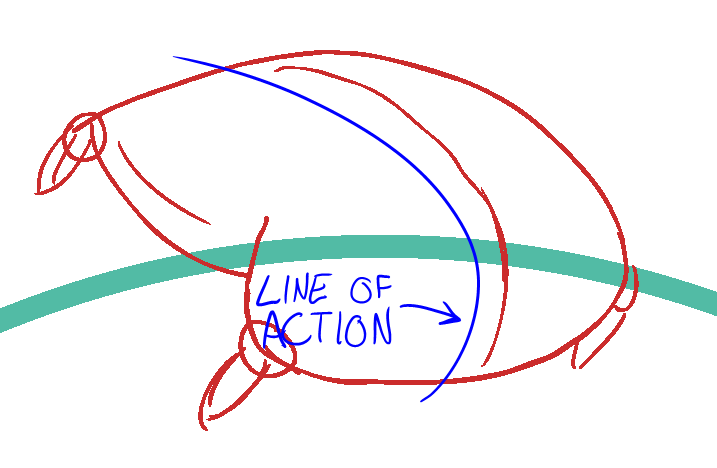 LINE OF
ACTION